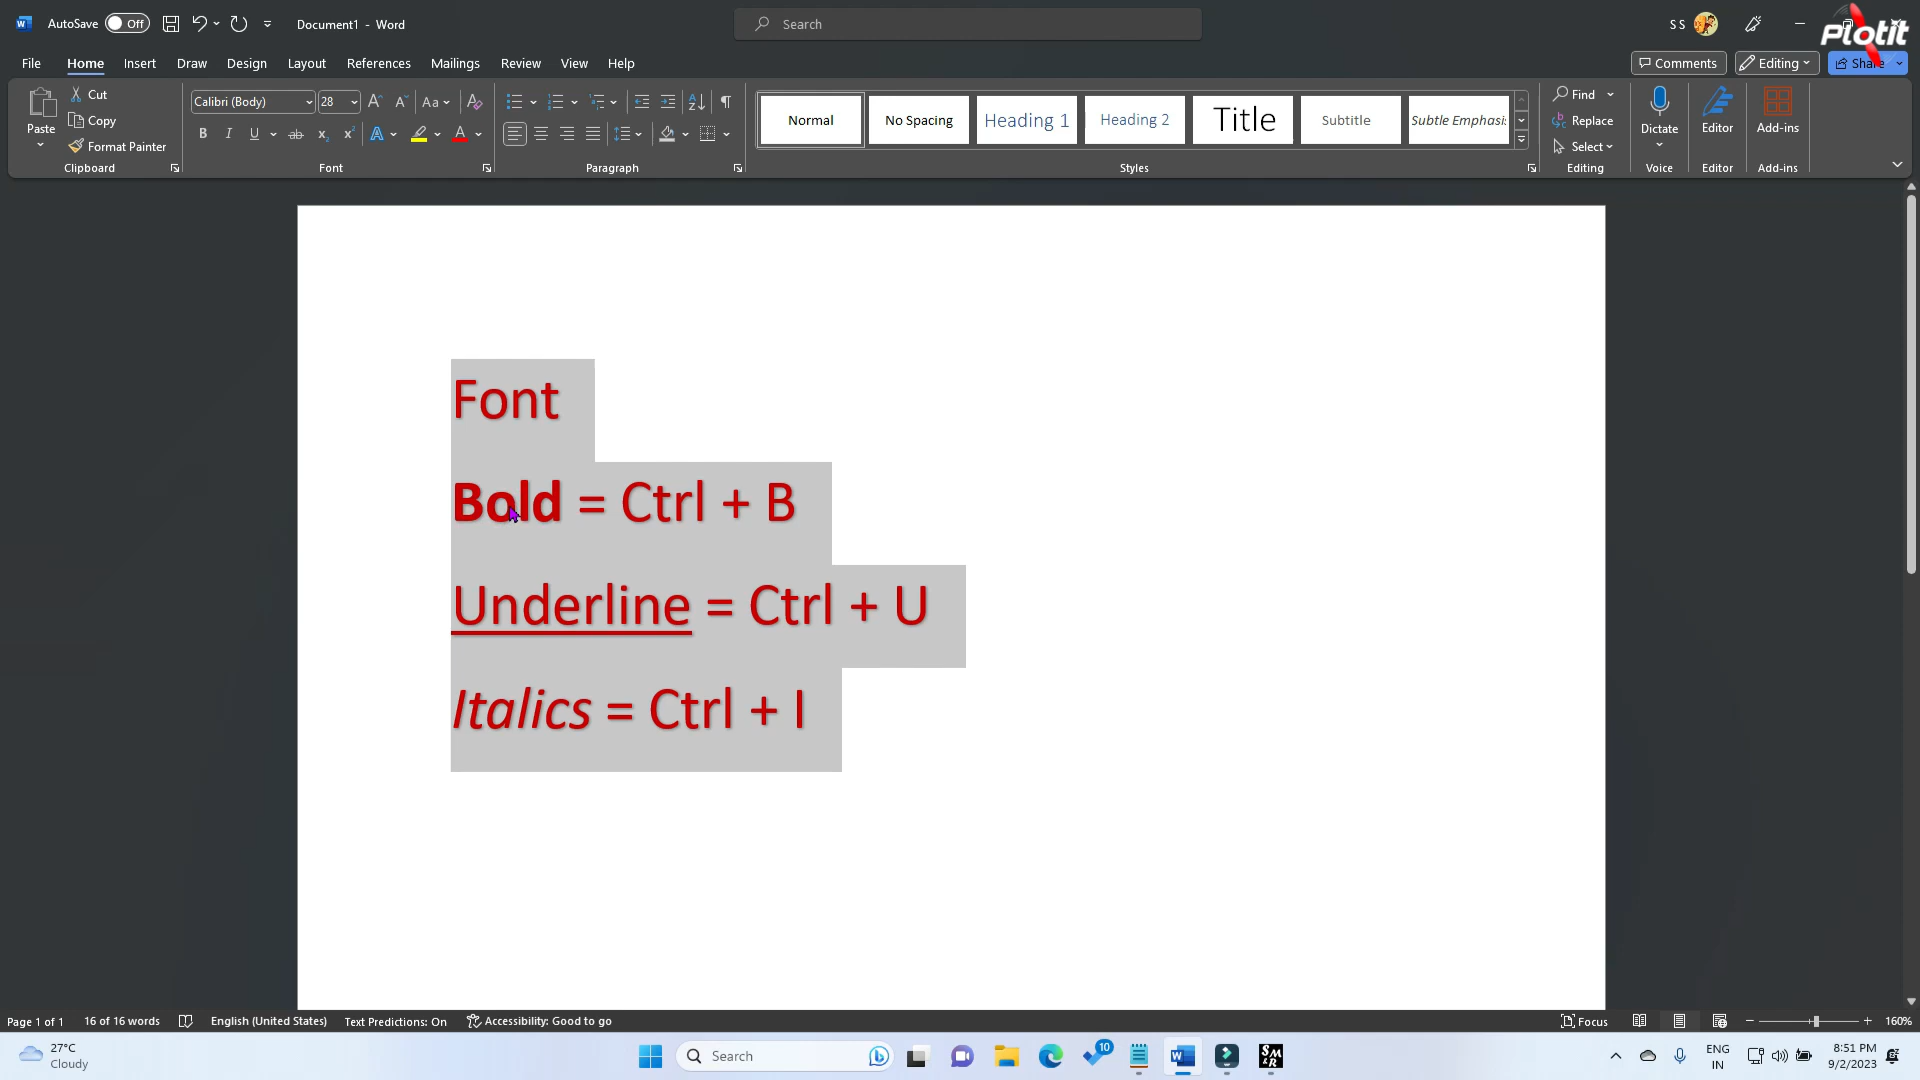 AutoSave Off Document1 - Word Search S S Plotit
File Home Insert Draw Design Layout References Mailings Review View Help Comments Editing Share
Paste Cut Copy Format Painter Clipboard
Calibri (Body) 28 Font
Paragraph
Normal No Spacing Heading 1 Heading 2 Title Subtitle Subtle Emphasi:
Styles
Find Replace Select Editing
Dictate Voice
Editor Editor
Add-ins Add-ins
Font
Bold = Ctrl + B
Underline = Ctrl + U
Italics = Ctrl + I
Page 1 of 1 16 of 16 words English (United States) Text Predictions: On Accessibility: Good to go Focus 160%
27°C
Cloudy
Search
10
SM
&R
ENG
IN
8:51 PM
9/2/2023